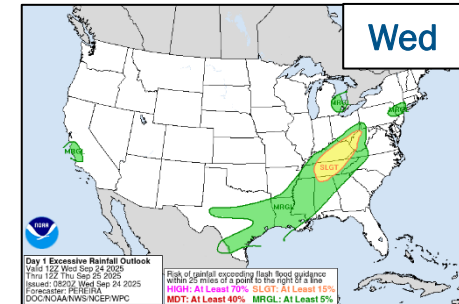 Wed
MRGL
MRGL
MRGL
SLGT
MRGL
NOAA
Day 1 Excessive Rainfall Outlook
Valid 12Z Wed Sep 24 2025
Thru 12Z Thu Sep 25 2025
Issued: 0820Z Wed Sep 24 2025
Forecaster: PEREIRA
DOC/NOAA/NWS/NCEP/WPC
Risk of rainfall exceeding flash flood guidance
within 25 miles of a point to the right of a line
HIGH: At Least 70% SLGT: At Least 15%
MDT: At Least 40% MRGL: At Least 5%